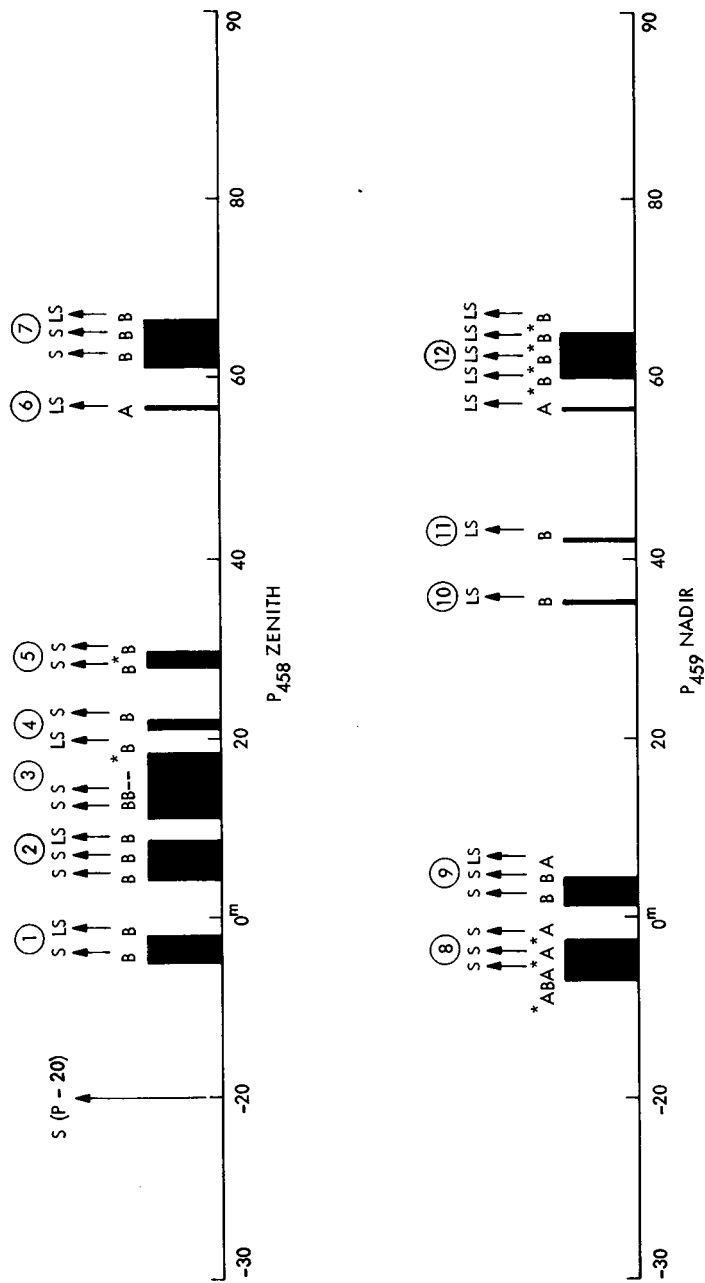 ① ② ③ ④ ⑤ ⑥ ⑦
S (P - 20) S LS S S LS S S LS S S S LS S S LS
B B B B B BB-- * B B B * B A B B B
-30 -20 0m 20 40 60 80 90
P458 ZENITH
⑧ ⑨ ⑩ ⑪ ⑫
S S S S S LS LS LS LS LS LS LS LS
* ABA * A * A B B A B B A * B * B * B * B
-30 -20 0m 20 40 60 80 90
P459 NADIR